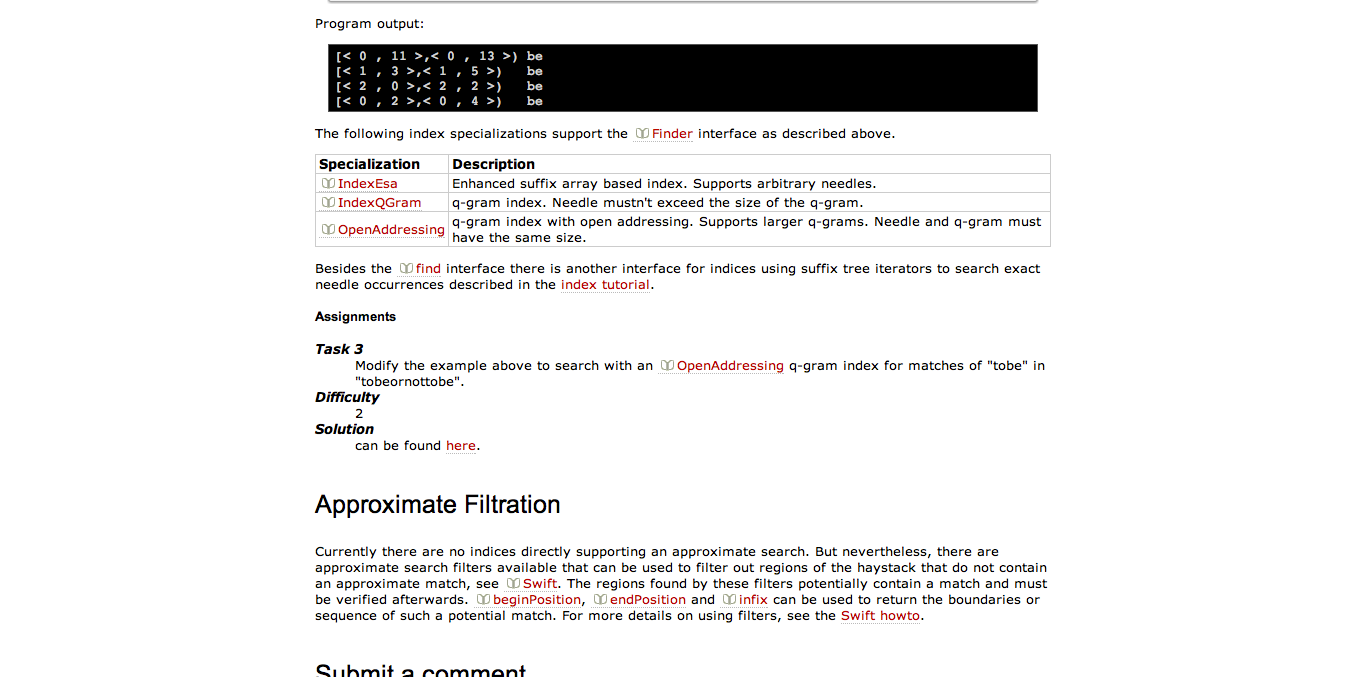 Program output:
[< 0 , 11 >,< 0 , 13 >) be
[< 1 , 3 >,< 1 , 5 >)   be
[< 2 , 0 >,< 2 , 2 >)   be
[< 0 , 2 >,< 0 , 4 >)   be
The following index specializations support the Finder interface as described above.
Specialization Description
IndexEsa Enhanced suffix array based index. Supports arbitrary needles.
IndexQGram q-gram index. Needle mustn't exceed the size of the q-gram.
OpenAddressing q-gram index with open addressing. Supports larger q-grams. Needle and q-gram must
have the same size.
Besides the find interface there is another interface for indices using suffix tree iterators to search exact
needle occurrences described in the index tutorial.
Assignments
Task 3
Modify the example above to search with an OpenAddressing q-gram index for matches of "tobe" in
"tobeornottobe".
Difficulty
2
Solution
can be found here.
Approximate Filtration
Currently there are no indices directly supporting an approximate search. But nevertheless, there are
approximate search filters available that can be used to filter out regions of the haystack that do not contain
an approximate match, see Swift. The regions found by these filters potentially contain a match and must
be verified afterwards. beginPosition, endPosition and infix can be used to return the boundaries or
sequence of such a potential match. For more details on using filters, see the Swift howto.
Submit a comment